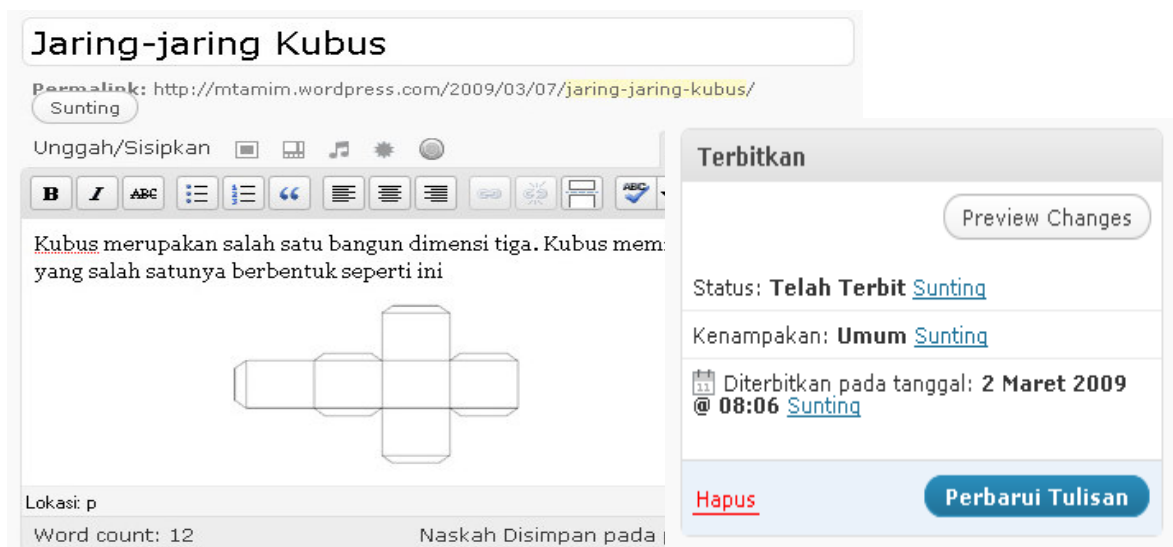 Jaring-jaring Kubus
Permalink: http://mtamim.wordpress.com/2009/03/07/jaring-jaring-kubus/
Sunting
Unggah/Sisipkan
B I ABC ABC
Kubus merupakan salah satu bangun dimensi tiga. Kubus
yang salah satunya berbentuk seperti ini
Lokasi: p
Word count: 12 Naskah Disimpan pada
Terbitkan
Preview Changes
Status: Telah Terbit Sunting
Kenampakan: Umum Sunting
11 Diterbitkan pada tanggal: 2 Maret 2009
@ 08:06 Sunting
Hapus Perbarui Tulisan